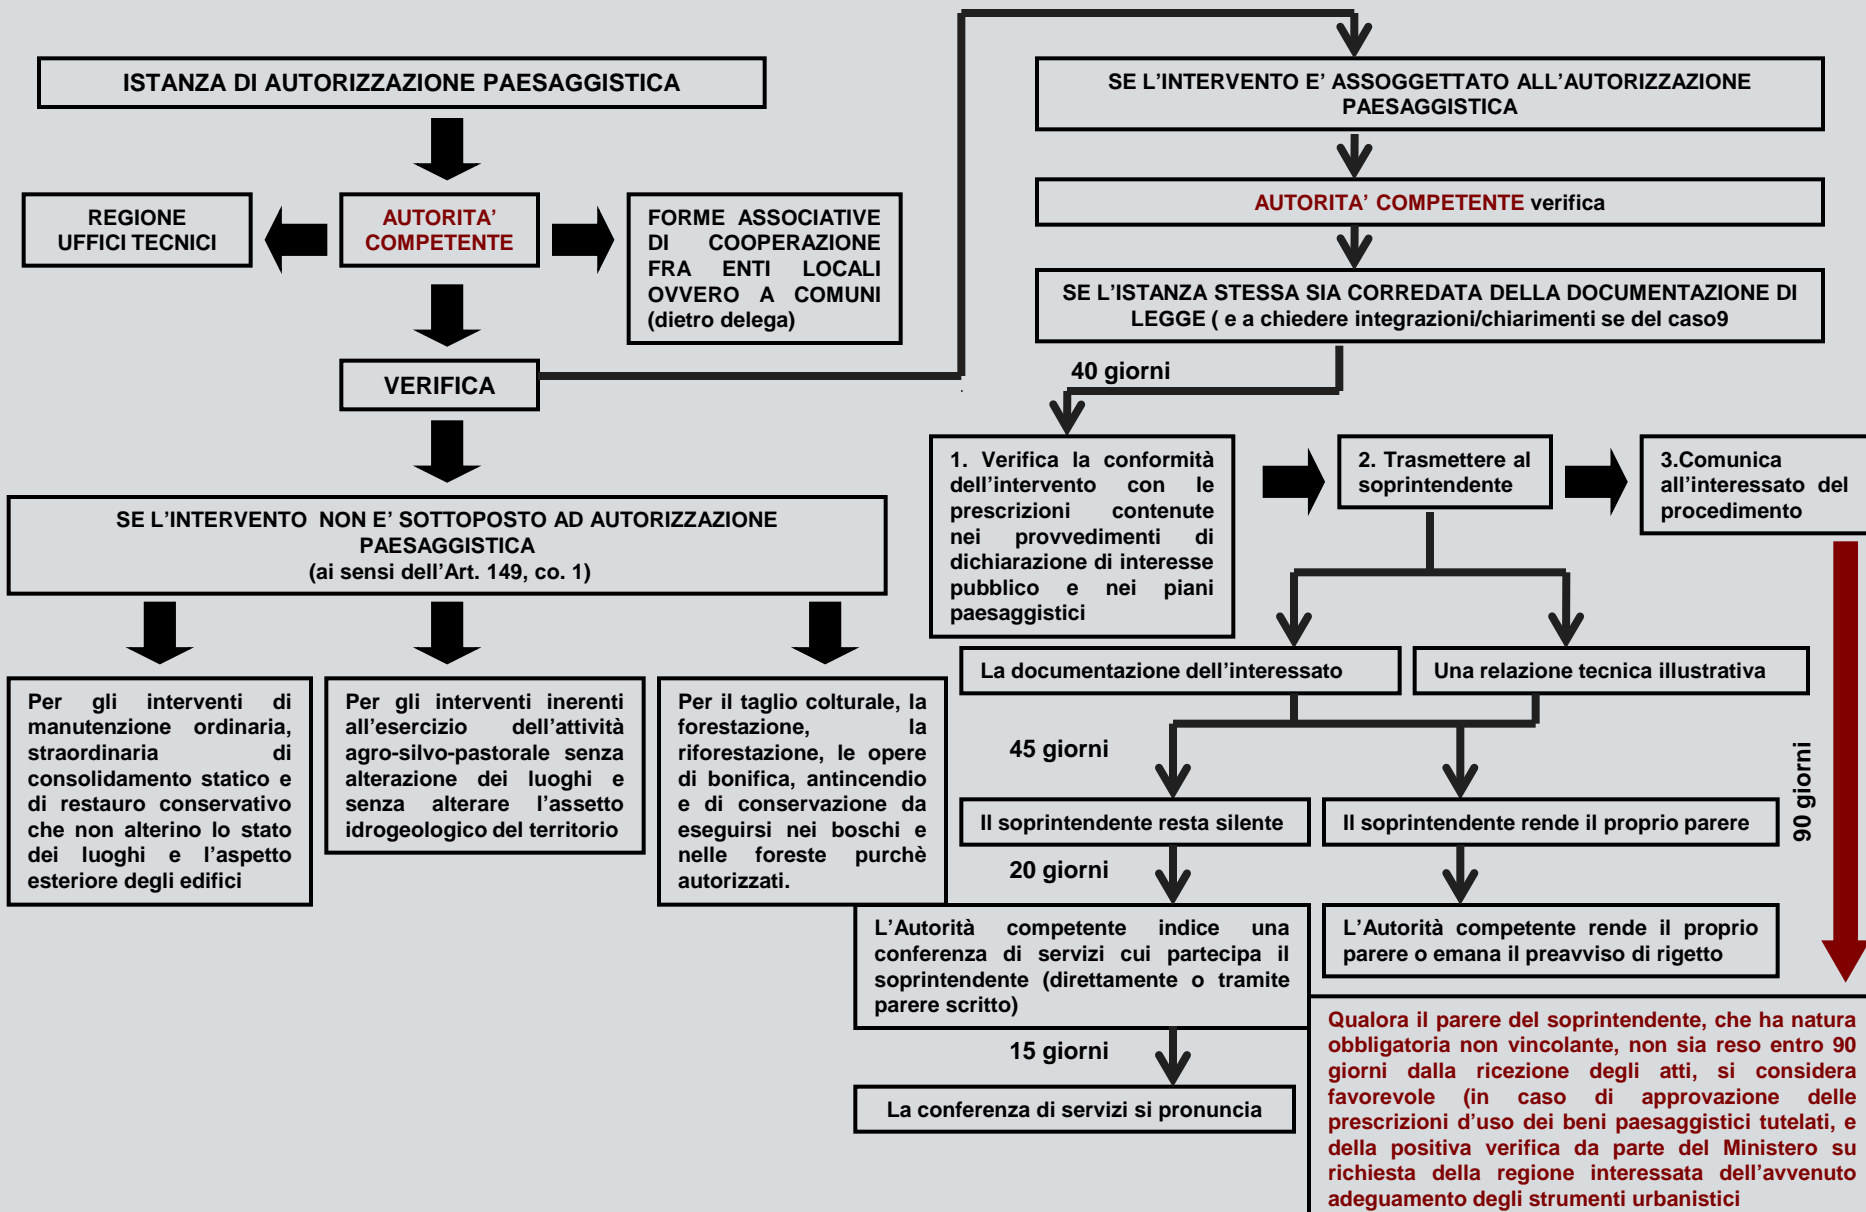 ISTANZA DI AUTORIZZAZIONE PAESAGGISTICA
REGIONE
UFFICI TECNICI
AUTORITA'
COMPETENTE
FORME ASSOCIATIVE
DI COOPERAZIONE
FRA ENTI LOCALI
OVVERO A COMUNI
(dietro delega)
VERIFICA
SE L'INTERVENTO NON E' SOTTOPOSTO AD AUTORIZZAZIONE
PAESAGGISTICA
(ai sensi dell'Art. 149, co. 1)
Per gli interventi di
manutenzione ordinaria,
straordinaria di
consolidamento statico e
di restauro conservativo
che non alterino lo stato
dei luoghi e l'aspetto
esteriore degli edifici
Per gli interventi inerenti
all'esercizio dell'attività
agro-silvo-pastorale senza
alterazione dei luoghi e
senza alterare l'assetto
idrogeologico del territorio
Per il taglio colturale, la
forestazione, la
riforestazione, le opere
di bonifica, antincendio
e di conservazione da
eseguirsi nei boschi e
nelle foreste purchè
autorizzati.
SE L'INTERVENTO E' ASSOGGETTATO ALL'AUTORIZZAZIONE
PAESAGGISTICA
AUTORITA' COMPETENTE verifica
SE L'ISTANZA STESSA SIA CORREDATA DELLA DOCUMENTAZIONE DI
LEGGE ( e a chiedere integrazioni/chiarimenti se del caso9
40 giorni
1. Verifica la conformità
dell'intervento con le
prescrizioni contenute
nei provvedimenti di
dichiarazione di interesse
pubblico e nei piani
paesaggistici
2. Trasmettere al
soprintendente
3.Comunica
all'interessato del
procedimento
La documentazione dell'interessato
Una relazione tecnica illustrativa
45 giorni
90 giorni
Il soprintendente resta silente
Il soprintendente rende il proprio parere
20 giorni
L'Autorità competente indice una
conferenza di servizi cui partecipa il
soprintendente (direttamente o tramite
parere scritto)
L'Autorità competente rende il proprio
parere o emana il preavviso di rigetto
15 giorni
La conferenza di servizi si pronuncia
Qualora il parere del soprintendente, che ha natura
obbligatoria non vincolante, non sia reso entro 90
giorni dalla ricezione degli atti, si considera
favorevole (in caso di approvazione delle
prescrizioni d'uso dei beni paesaggistici tutelati, e
della positiva verifica da parte del Ministero su
richiesta della regione interessata dell'avvenuto
adeguamento degli strumenti urbanistici